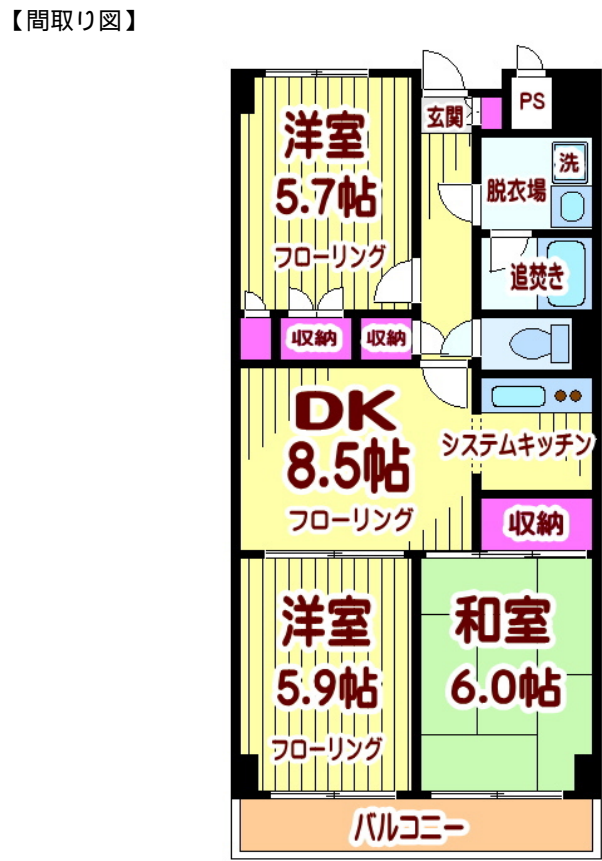 【間取り図】
玄関
PS
洋室
5.7帖
フローリング
洗
脱衣場
追焚き
収納
収納
DK
8.5帖
フローリング
システムキッチン
収納
洋室
5.9帖
フローリング
和室
6.0帖
バルコニー